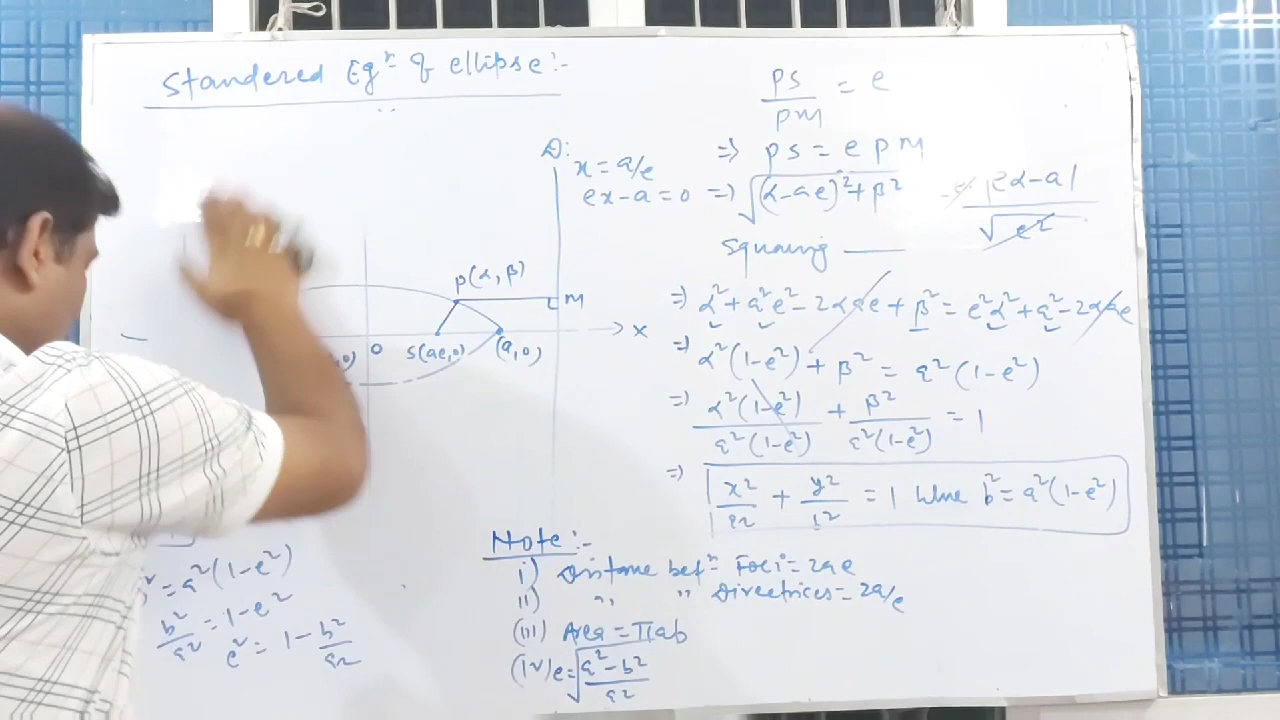 Standered Eqn of ellipse:-
D:
x = a/e
ex-a=0
P(α, β)
M
X
O
S(ae,0)
(a,0)
,0)
PS/PM = e
⇒ PS = e PM
⇒ √(α-ae)²+β² = e |eα-a|/√e²
Squaring
⇒ α²+a²e²-2αae+β² = e²α²+a²-2αae
⇒ α²(1-e²)+β² = a²(1-e²)
⇒ α²(1-e²)/a²(1-e²) + β²/a²(1-e²) = 1
⇒ x²/a² + y²/b² = 1 where b²=a²(1-e²)
b²=a²(1-e²)
b²/a²=1-e²
e²=1-b²/a²
Note:-
i) Distance betn Foci=2ae
ii) " " Directrices=2a/e
(iii) Area=πab
(iv) e=√a²-b²/a²